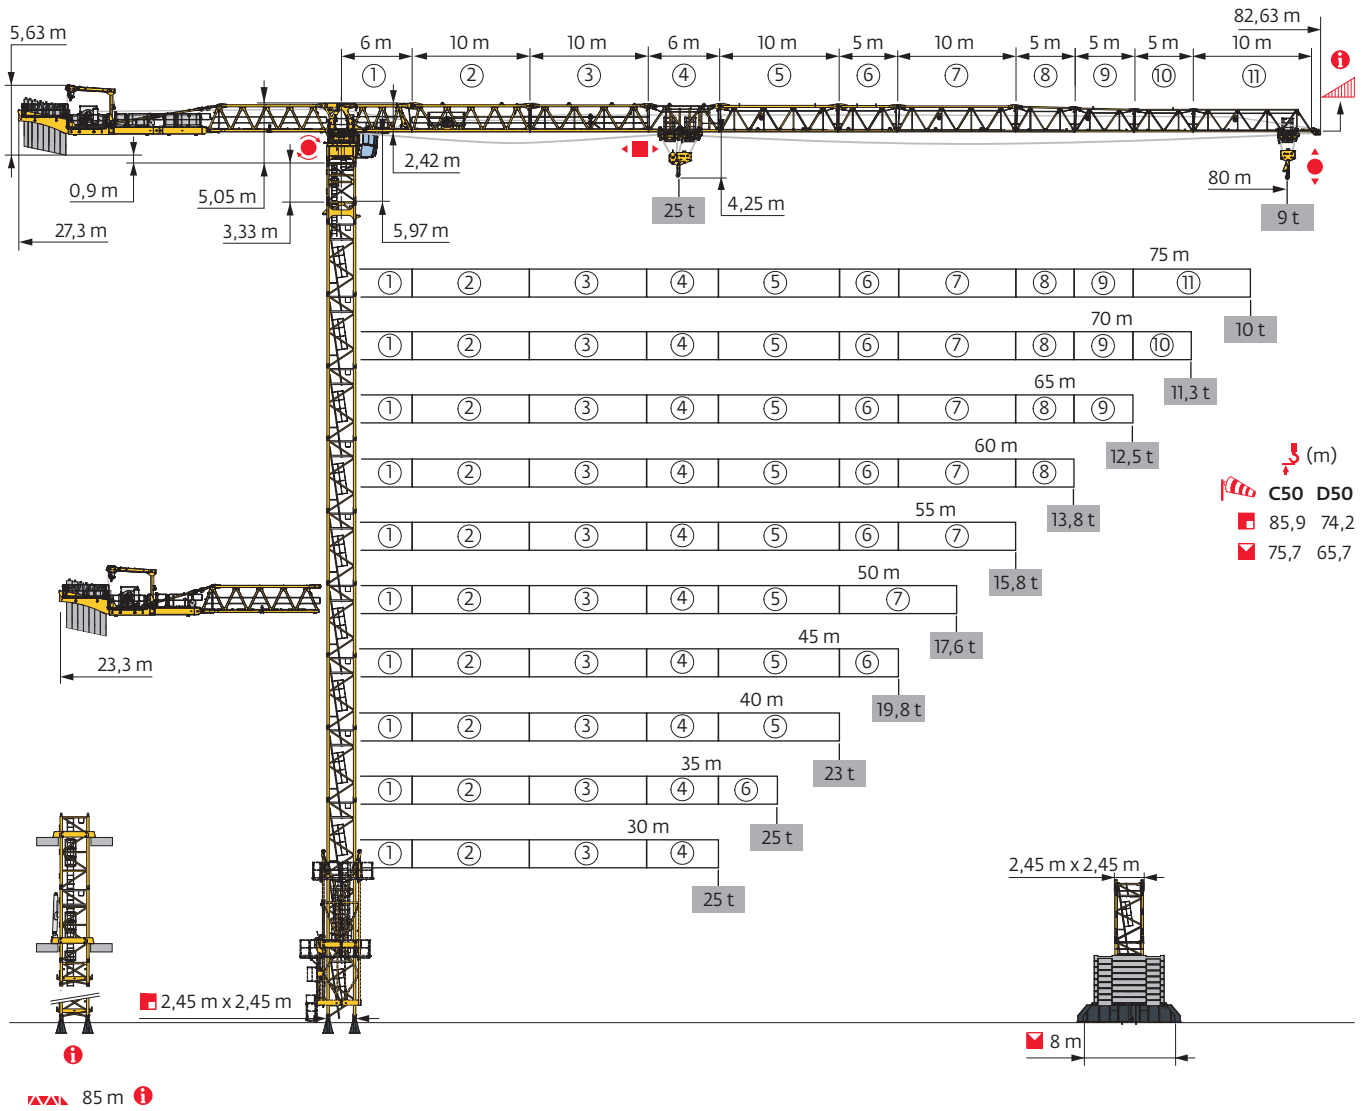 5,63 m
82,63 m
6 m 10 m 10 m 6 m 10 m 5 m 10 m 5 m 5 m 5 m 10 m
1 2 3 4 5 6 7 8 9 10 11
i
2,42 m
0,9 m
5,05 m
80 m
25 t
4,25 m
9 t
27,3 m
3,33 m
5,97 m
75 m
1 2 3 4 5 6 7 8 9 11
10 t
70 m
1 2 3 4 5 6 7 8 9 10
11,3 t
65 m
1 2 3 4 5 6 7 8 9
12,5 t
60 m
1 2 3 4 5 6 7 8
13,8 t
(m)
C50 D50
85,9 74,2
75,7 65,7
55 m
1 2 3 4 5 6 7
15,8 t
50 m
1 2 3 4 5 7
17,6 t
23,3 m
45 m
1 2 3 4 5 6
19,8 t
40 m
1 2 3 4 5
23 t
35 m
1 2 3 4 6
25 t
30 m
1 2 3 4
25 t
2,45 m x 2,45 m
2,45 m x 2,45 m
8 m
i
85 m i